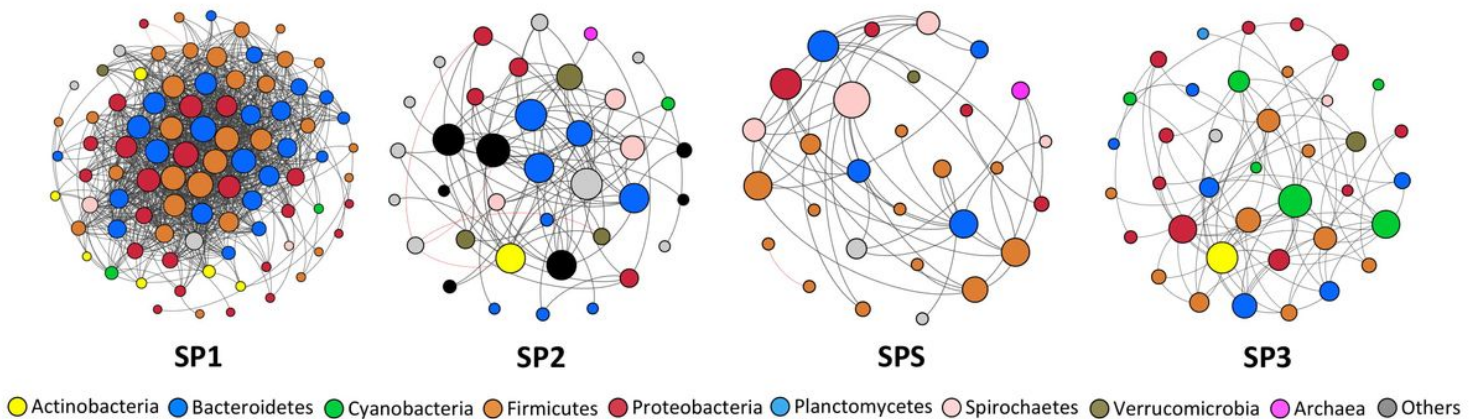 SP1 SP2 SPS SP3
Actinobacteria Bacteroidetes Cyanobacteria Firmicutes Proteobacteria Planctomycetes Spirochaetes Verrucomicrobia Archaea Others